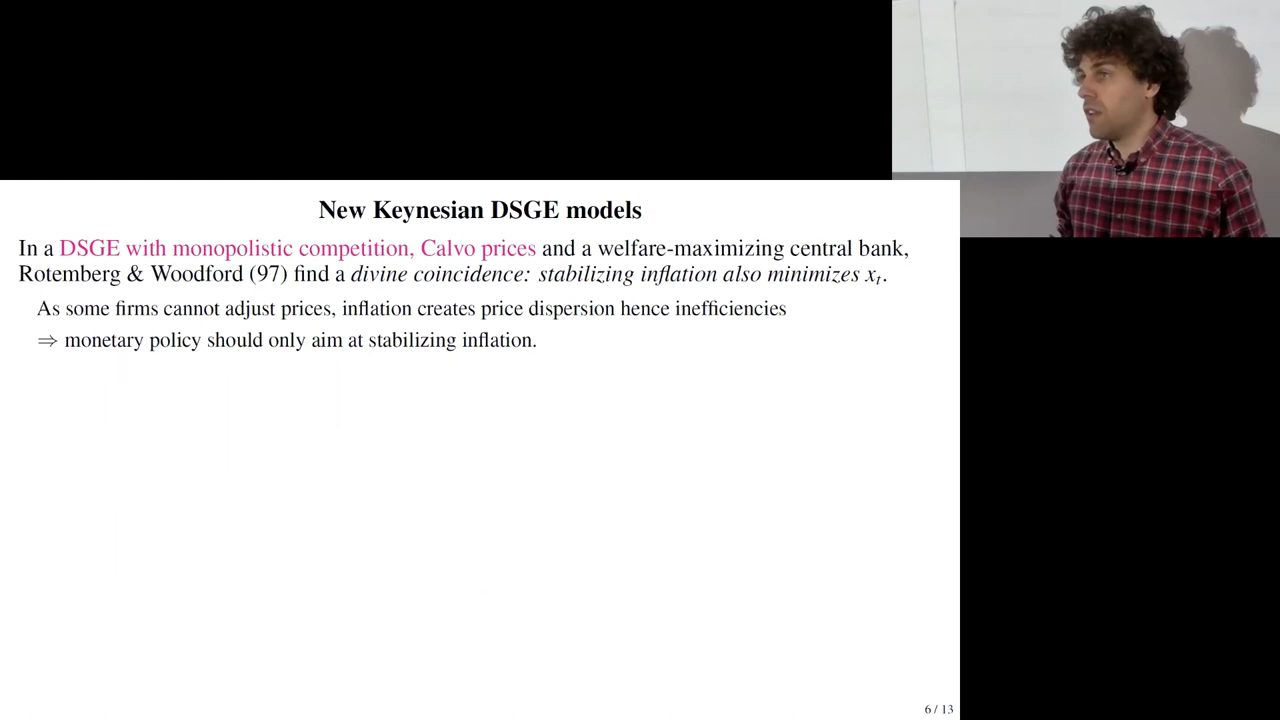 New Keynesian DSGE models
In a DSGE with monopolistic competition, Calvo prices and a welfare-maximizing central bank,
Rotemberg & Woodford (97) find a divine coincidence: stabilizing inflation also minimizes xₜ.
As some firms cannot adjust prices, inflation creates price dispersion hence inefficiencies
⇒ monetary policy should only aim at stabilizing inflation.
6 / 13